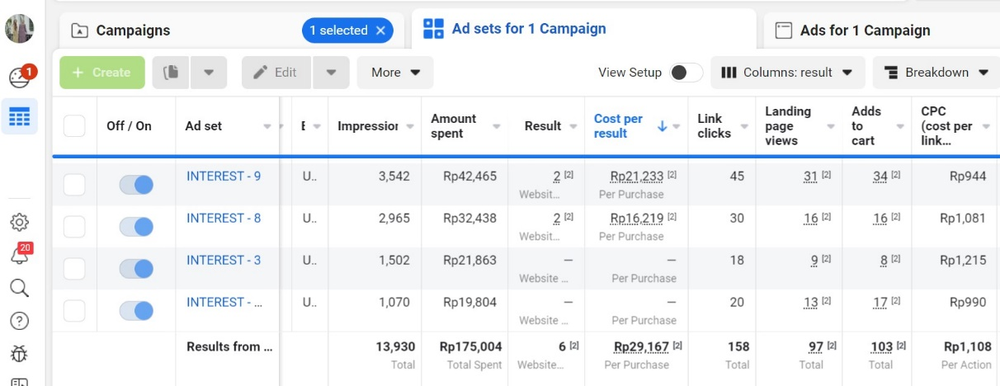 Campaigns
1 selected
Ad sets for 1 Campaign
Ads for 1 Campaign
1
+ Create
Edit
More
View Setup
Columns: result
Breakdown
Off / On
Ad set
Impression
Amount
spent
Result
Cost per
result
Link
clicks
Landing
page
views
Adds
to
cart
CPC
(cost per
link...
INTEREST - 9 U.. 3,542 Rp42,465 2 [2] Rp21,233 [2] 45 31 [2] 34 [2] Rp944
Websit... Per Purchase
INTEREST - 8 U.. 2,965 Rp32,438 2 [2] Rp16,219 [2] 30 16 [2] 16 [2] Rp1,081
Websit... Per Purchase
INTEREST - 3 U.. 1,502 Rp21,863 — — 18 9 [2] 8 [2] Rp1,215
Website ... Per Purchase
20
INTEREST - ... U.. 1,070 Rp19,804 — — 20 13 [2] 17 [2] Rp990
Website ... Per Purchase
Results from ... 13,930 Rp175,004 6 [2] Rp29,167 [2] 158 97 [2] 103 [2] Rp1,108
Total Total Spent Website... Per Purchase Total Total Total Per Action